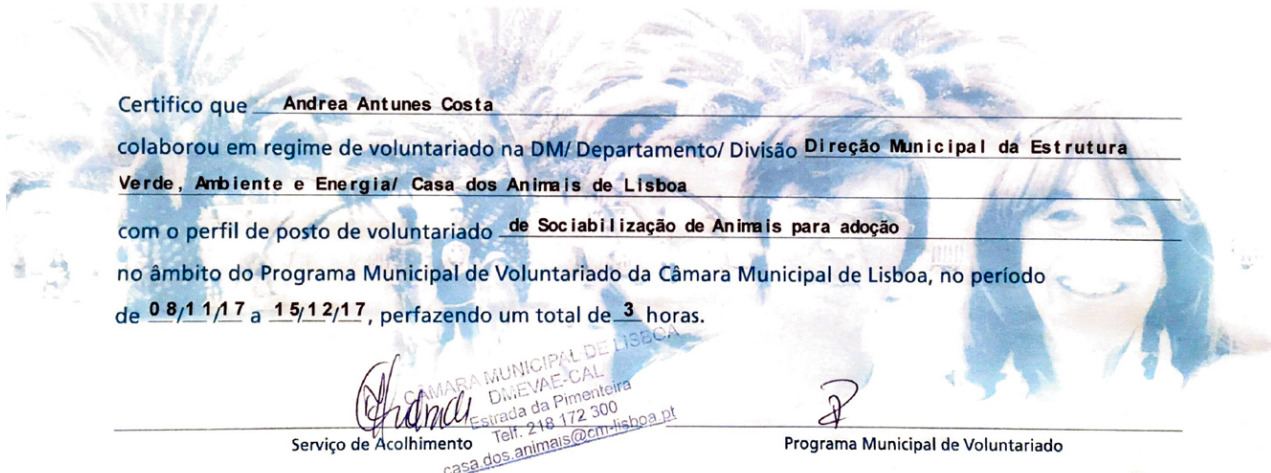 Certifico que Andrea Antunes Costa
colaborou em regime de voluntariado na DM/ Departamento/ Divisão Direção Municipal da Estrutura
Verde, Ambiente e Energia/ Casa dos Animais de Lisboa
com o perfil de posto de voluntariado de Sociabilização de Animais para adoção
no âmbito do Programa Municipal de Voluntariado da Câmara Municipal de Lisboa, no período
de 08/11/17 a 15/12/17, perfazendo um total de 3 horas.
CÂMARA MUNICIPAL DE LISBOA
DMEVAE-CAL
Estrada da Pimenteira
Telf. 218 172 300
casa.dos.animais@cm-lisboa.pt
Serviço de Acolhimento
Programa Municipal de Voluntariado